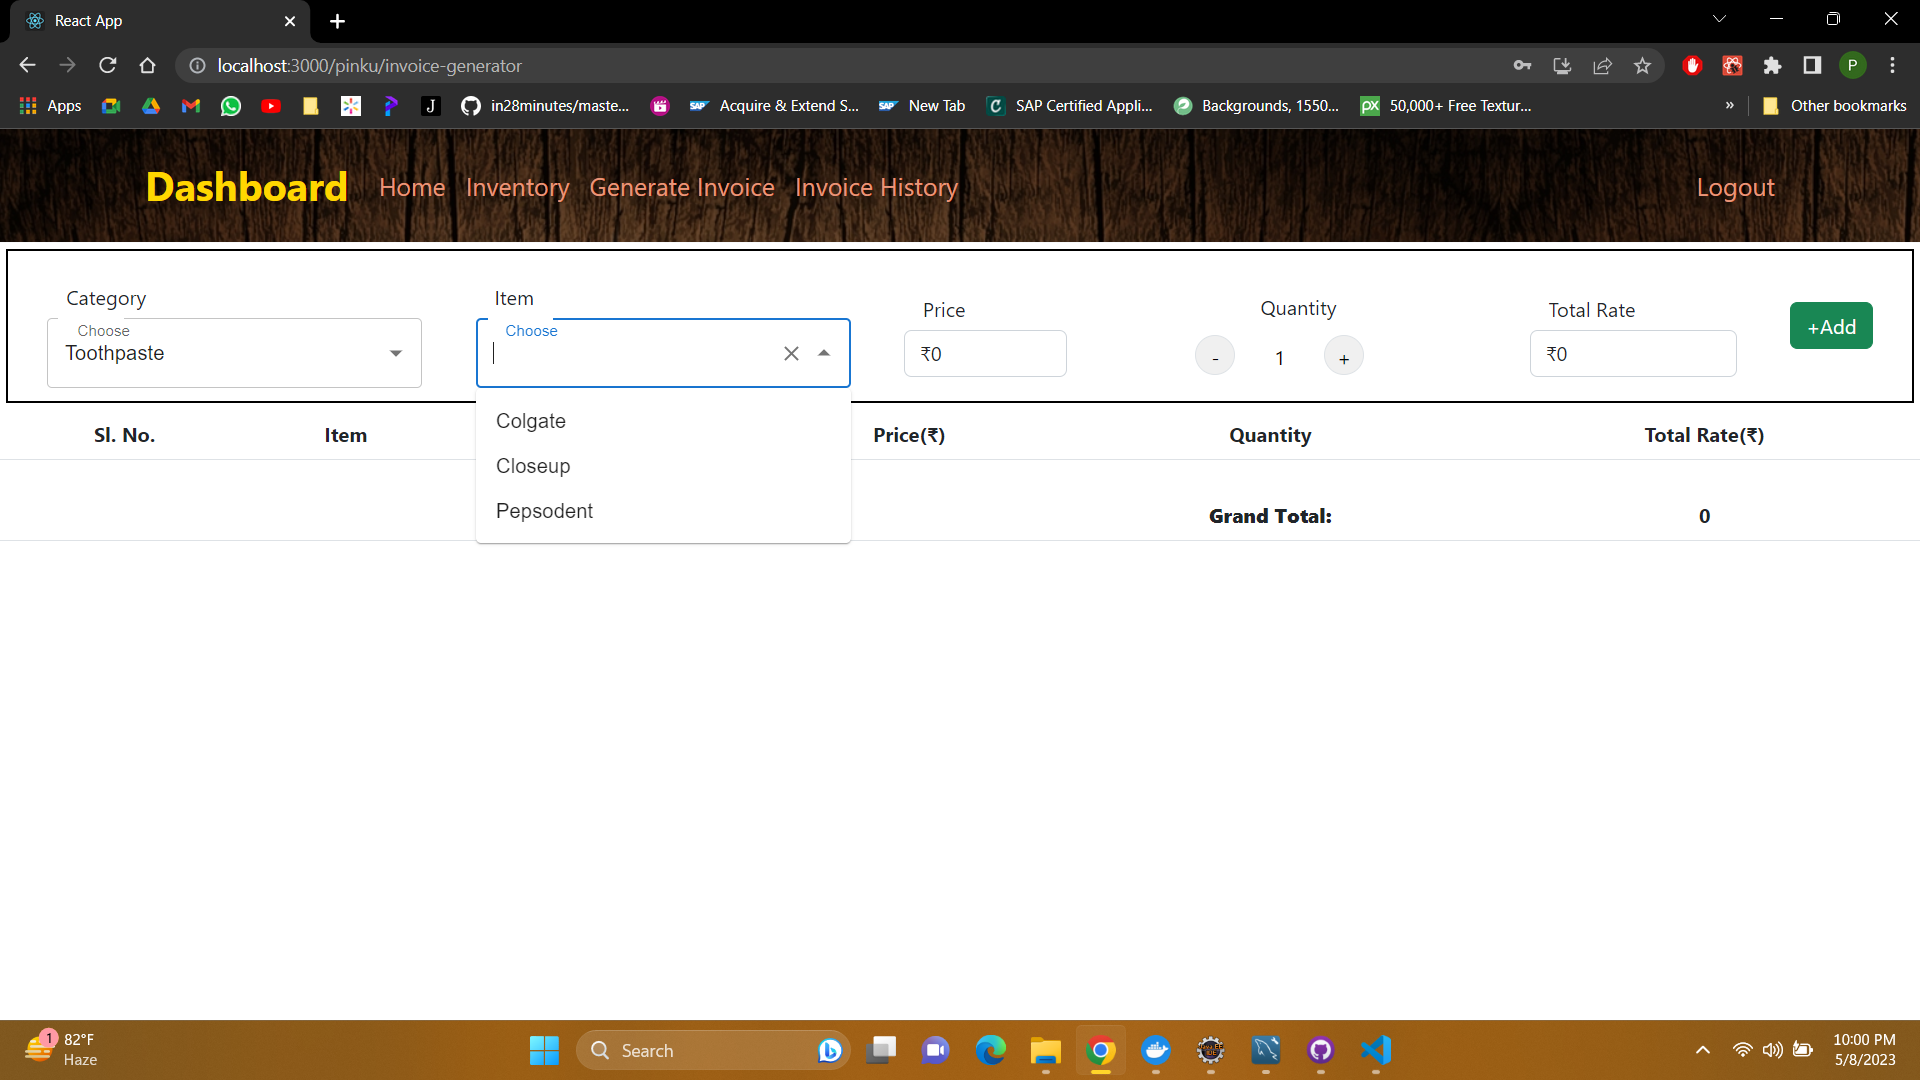 React App
localhost:3000/pinku/invoice-generator
P
Apps
J
in28minutes/maste...
SAP Acquire & Extend S...
SAP New Tab
C SAP Certified Appli...
Backgrounds, 1550...
px 50,000+ Free Textur...
»
Other bookmarks
Dashboard Home Inventory Generate Invoice Invoice History Logout
Category Item Price Quantity Total Rate
Choose Choose
Toothpaste ₹0 - 1 + ₹0 +Add
Colgate
Closeup
Pepsodent
Sl. No. Item Price(₹) Quantity Total Rate(₹)
Grand Total: 0
1
82°F
Haze
Search
10:00 PM
5/8/2023